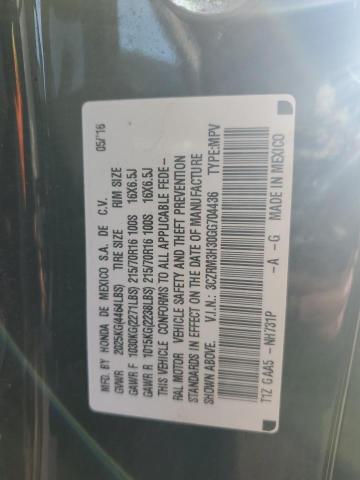 MFD. BY HONDA DE MEXICO S.A. DE C.V. 05/'16
GVWR 2025KG(4464LBS) TIRE SIZE RIM SIZE
GAWR F 1030KG(2271LBS) 215/70R16 100S 16X6.5J
GAWR R 1015KG(2238LBS) 215/70R16 100S 16X6.5J
THIS VEHICLE CONFORMS TO ALL APPLICABLE FEDE-
RAL MOTOR VEHICLE SAFETY AND THEFT PREVENTION
STANDARDS IN EFFECT ON THE DATE OF MANUFACTURE
SHOWN ABOVE. V.I.N.: 3CZRM3H30GG704436 TYPE:MPV
T1Z GAA5 -NH731P -A -G MADE IN MEXICO